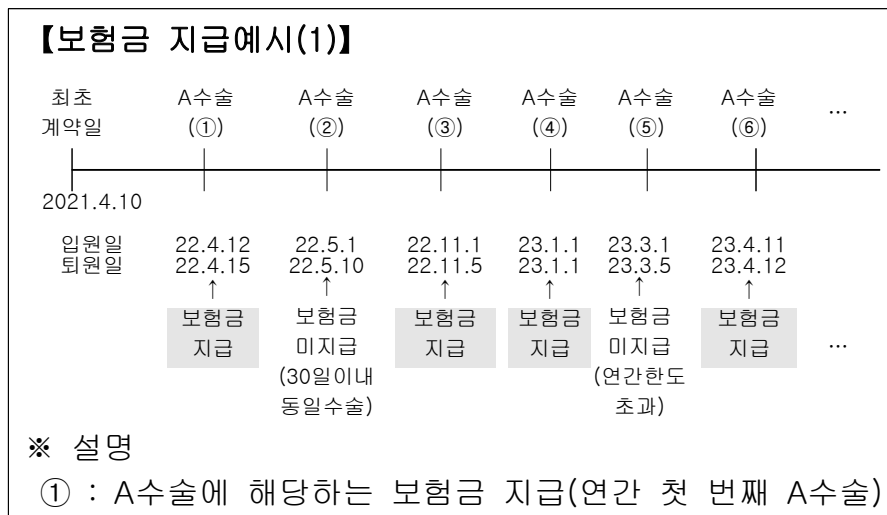 【보험금 지급예시(1)】
최초 A수술 A수술 A수술 A수술 A수술 A수술 …
계약일 (①) (②) (③) (④) (⑤) (⑥)
2021.4.10
입원일 22.4.12 22.5.1 22.11.1 23.1.1 23.3.1 23.4.11
퇴원일 22.4.15 22.5.10 22.11.5 23.1.1 23.3.5 23.4.12
↑ ↑ ↑ ↑ ↑ ↑
보험금 보험금 보험금 보험금 보험금 보험금
지급 미지급 지급 지급 미지급 지급 …
(30일이내 (연간한도
동일수술) 초과)
※ 설명
① : A수술에 해당하는 보험금 지급(연간 첫 번째 A수술)